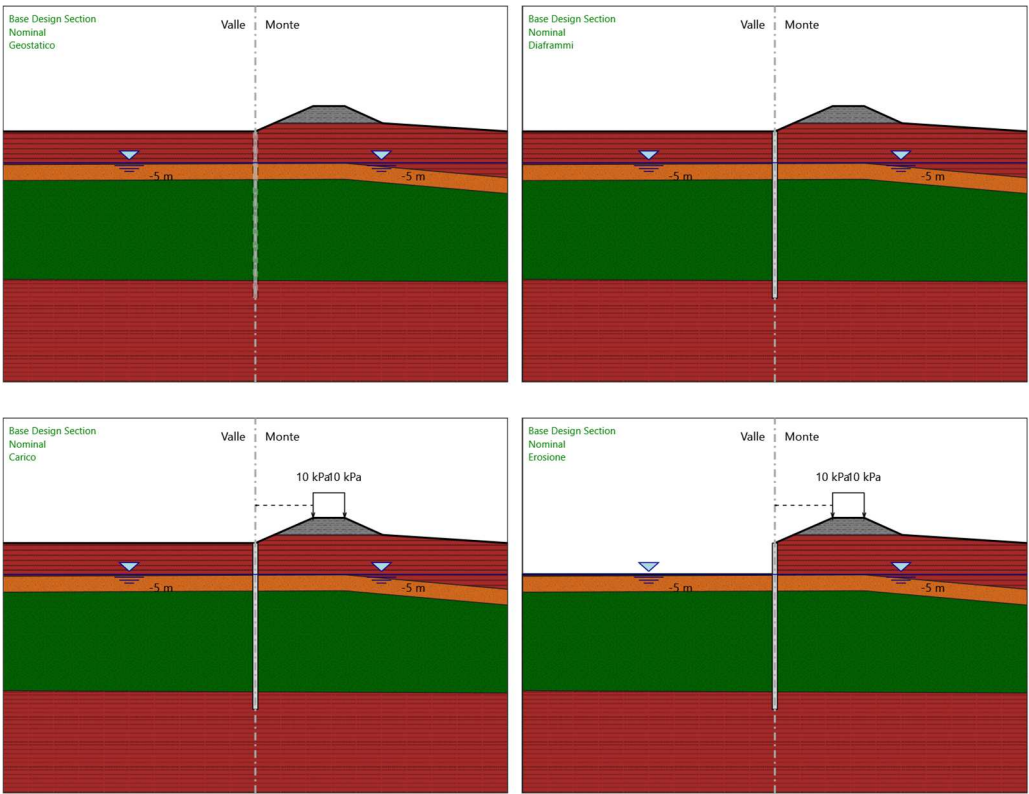 Base Design Section
Nominal
Geostatico
Valle
Monte
-5 m
-5 m
Base Design Section
Nominal
Diaframmi
Valle
Monte
-5 m
-5 m
Base Design Section
Nominal
Carico
Valle
Monte
10 kPa10 kPa
-5 m
-5 m
Base Design Section
Nominal
Erosione
Valle
Monte
10 kPa10 kPa
-5 m
-5 m